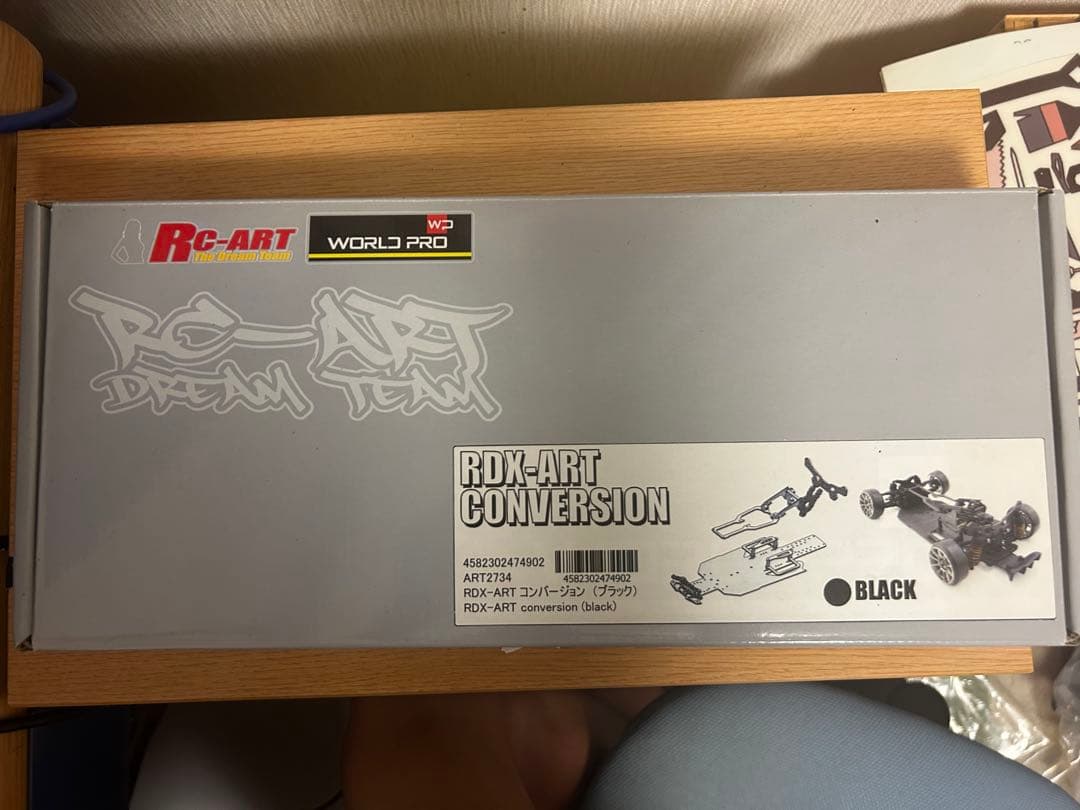 RC-ART
The Dream Team
WP
WORLD PRO
RC-ART
DREAM TEAM
RDX-ART
CONVERSION
4582302474902
4582302474902
ART2734
RDX-ART コンバージョン (ブラック)
RDX-ART conversion (black)
BLACK